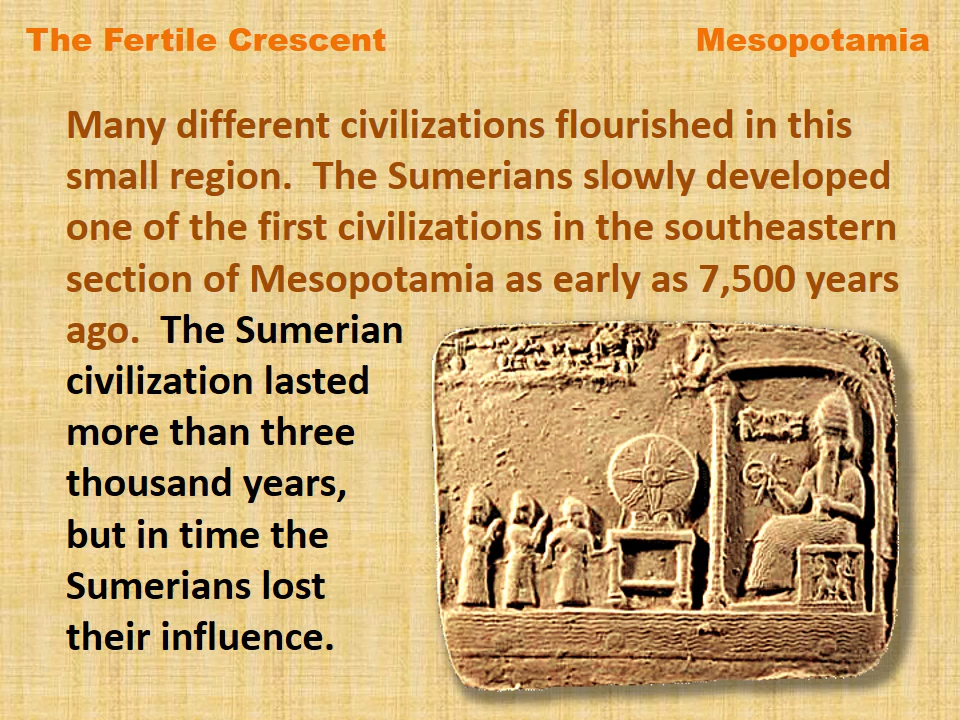 The Fertile Crescent
Mesopotamia
Many different civilizations flourished in this
small region.  The Sumerians slowly developed
one of the first civilizations in the southeastern
section of Mesopotamia as early as 7,500 years
ago.  The Sumerian
civilization lasted
more than three
thousand years,
but in time the
Sumerians lost
their influence.